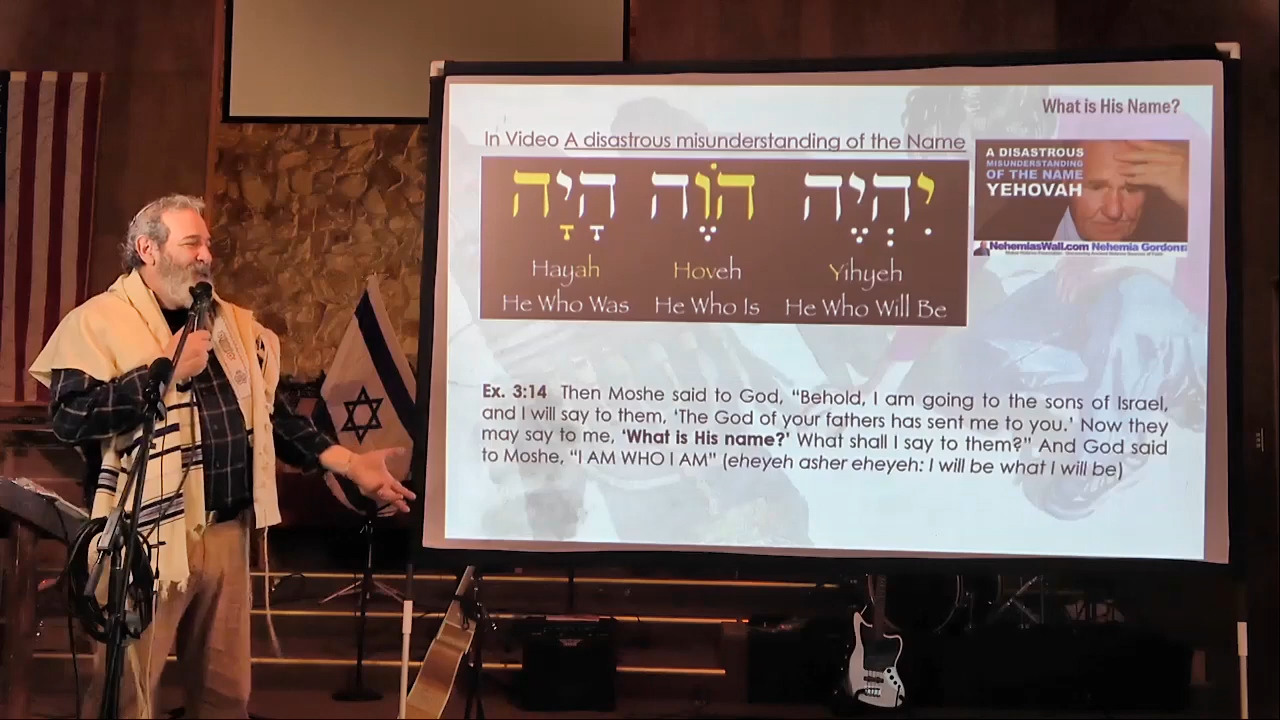 What is His Name?
In Video A disastrous misunderstanding of the Name
הָיָה הֹוֶה יִהְיֶה
Hayah Hoveh Yihyeh
He Who Was He Who Is He Who Will Be
A DISASTROUS
MISUNDERSTANDING
OF THE NAME
YEHOVAH
NehemiasWall.com Nehemia Gordon
Ex. 3:14 Then Moshe said to God, “Behold, I am going to the sons of Israel,
and I will say to them, ‘The God of your fathers has sent me to you.’ Now they
may say to me, ‘What is His name?’ What shall I say to them?” And God said
to Moshe, “I AM WHO I AM” (eheyeh asher eheyeh: I will be what I will be)